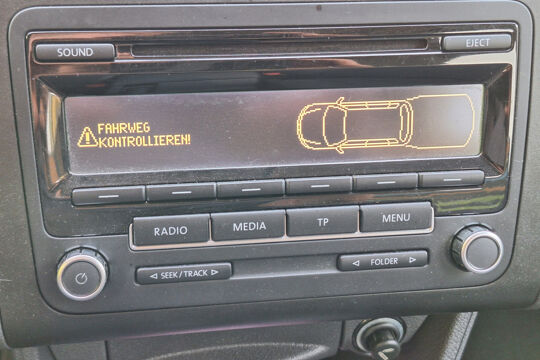 SOUND
EJECT
FAHRWEG
KONTROLLIEREN!
RADIO
MEDIA
TP
MENU
SEEK/TRACK
FOLDER